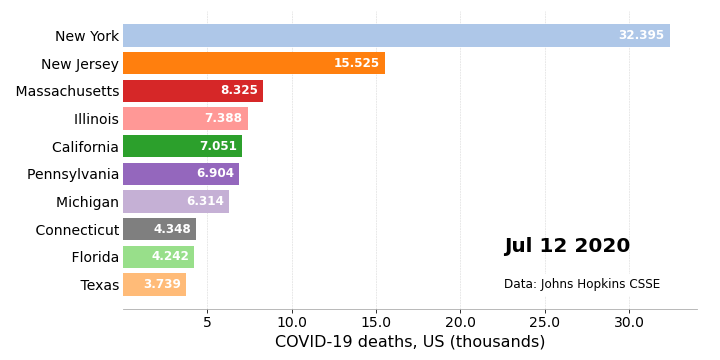 New York 32.395
New Jersey 15.525
Massachusetts 8.325
Illinois 7.388
California 7.051
Pennsylvania 6.904
Michigan 6.314
Connecticut 4.348
Florida 4.242
Texas 3.739
Jul 12 2020
Data: Johns Hopkins CSSE
5 10.0 15.0 20.0 25.0 30.0
COVID-19 deaths, US (thousands)